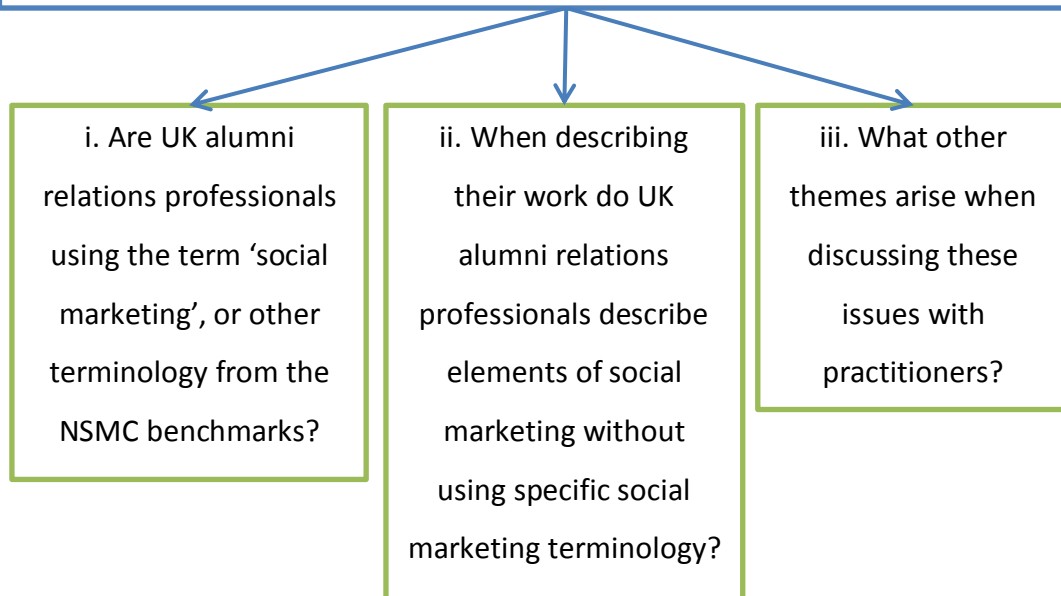 i. Are UK alumni
relations professionals
using the term ‘social
marketing’, or other
terminology from the
NSMC benchmarks?
ii. When describing
their work do UK
alumni relations
professionals describe
elements of social
marketing without
using specific social
marketing terminology?
iii. What other
themes arise when
discussing these
issues with
practitioners?